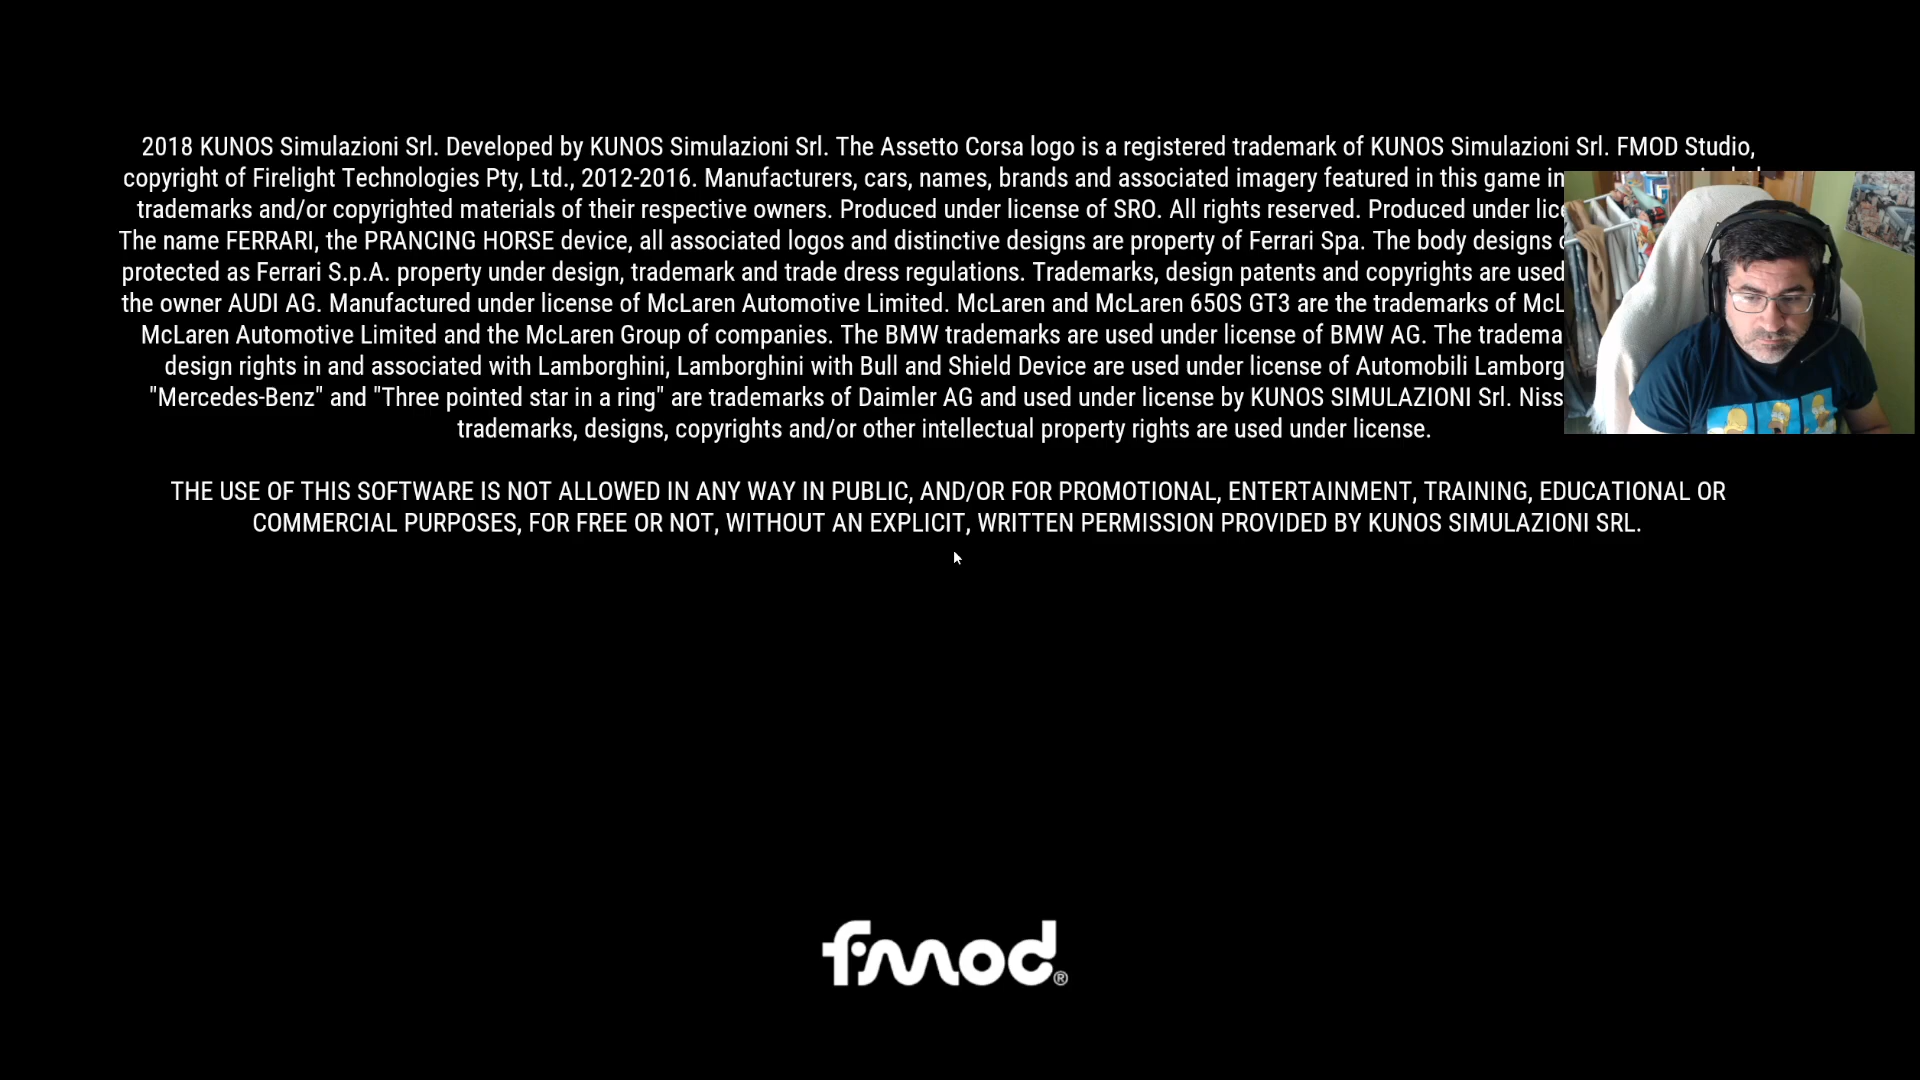 2018 KUNOS Simulazioni Srl. Developed by KUNOS Simulazioni Srl. The Assetto Corsa logo is a registered trademark of KUNOS Simulazioni Srl. FMOD Studio,
copyright of Firelight Technologies Pty, Ltd., 2012-2016. Manufacturers, cars, names, brands and associated imagery featured in this game in
trademarks and/or copyrighted materials of their respective owners. Produced under license of SRO. All rights reserved. Produced under
The name FERRARI, the PRANCING HORSE device, all associated logos and distinctive designs are property of Ferrari Spa. The body designs
protected as Ferrari S.p.A. property under design, trademark and trade dress regulations. Trademarks, design patents and copyrights are used
the owner AUDI AG. Manufactured under license of McLaren Automotive Limited. McLaren and McLaren 650S GT3 are the trademarks of
McLaren Automotive Limited and the McLaren Group of companies. The BMW trademarks are used under license of BMW AG. The
design rights in and associated with Lamborghini, Lamborghini with Bull and Shield Device are used under license of Automobili
"Mercedes-Benz" and "Three pointed star in a ring" are trademarks of Daimler AG and used under license by KUNOS SIMULAZIONI Srl.
trademarks, designs, copyrights and/or other intellectual property rights are used under license.
THE USE OF THIS SOFTWARE IS NOT ALLOWED IN ANY WAY IN PUBLIC, AND/OR FOR PROMOTIONAL, ENTERTAINMENT, TRAINING, EDUCATIONAL OR
COMMERCIAL PURPOSES, FOR FREE OR NOT, WITHOUT AN EXPLICIT, WRITTEN PERMISSION PROVIDED BY KUNOS SIMULAZIONI SRL.
fmod®